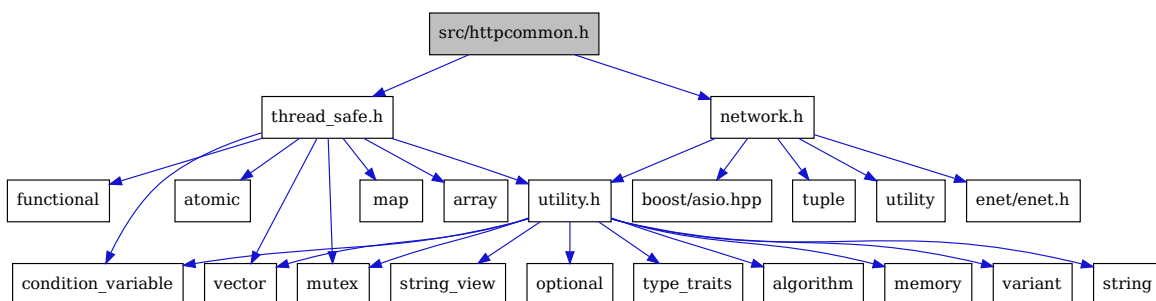 src/httpcommon.h
thread_safe.h
network.h
functional
atomic
map
array
utility.h
boost/asio.hpp
tuple
utility
enet/enet.h
condition_variable
vector
mutex
string_view
optional
type_traits
algorithm
memory
variant
string